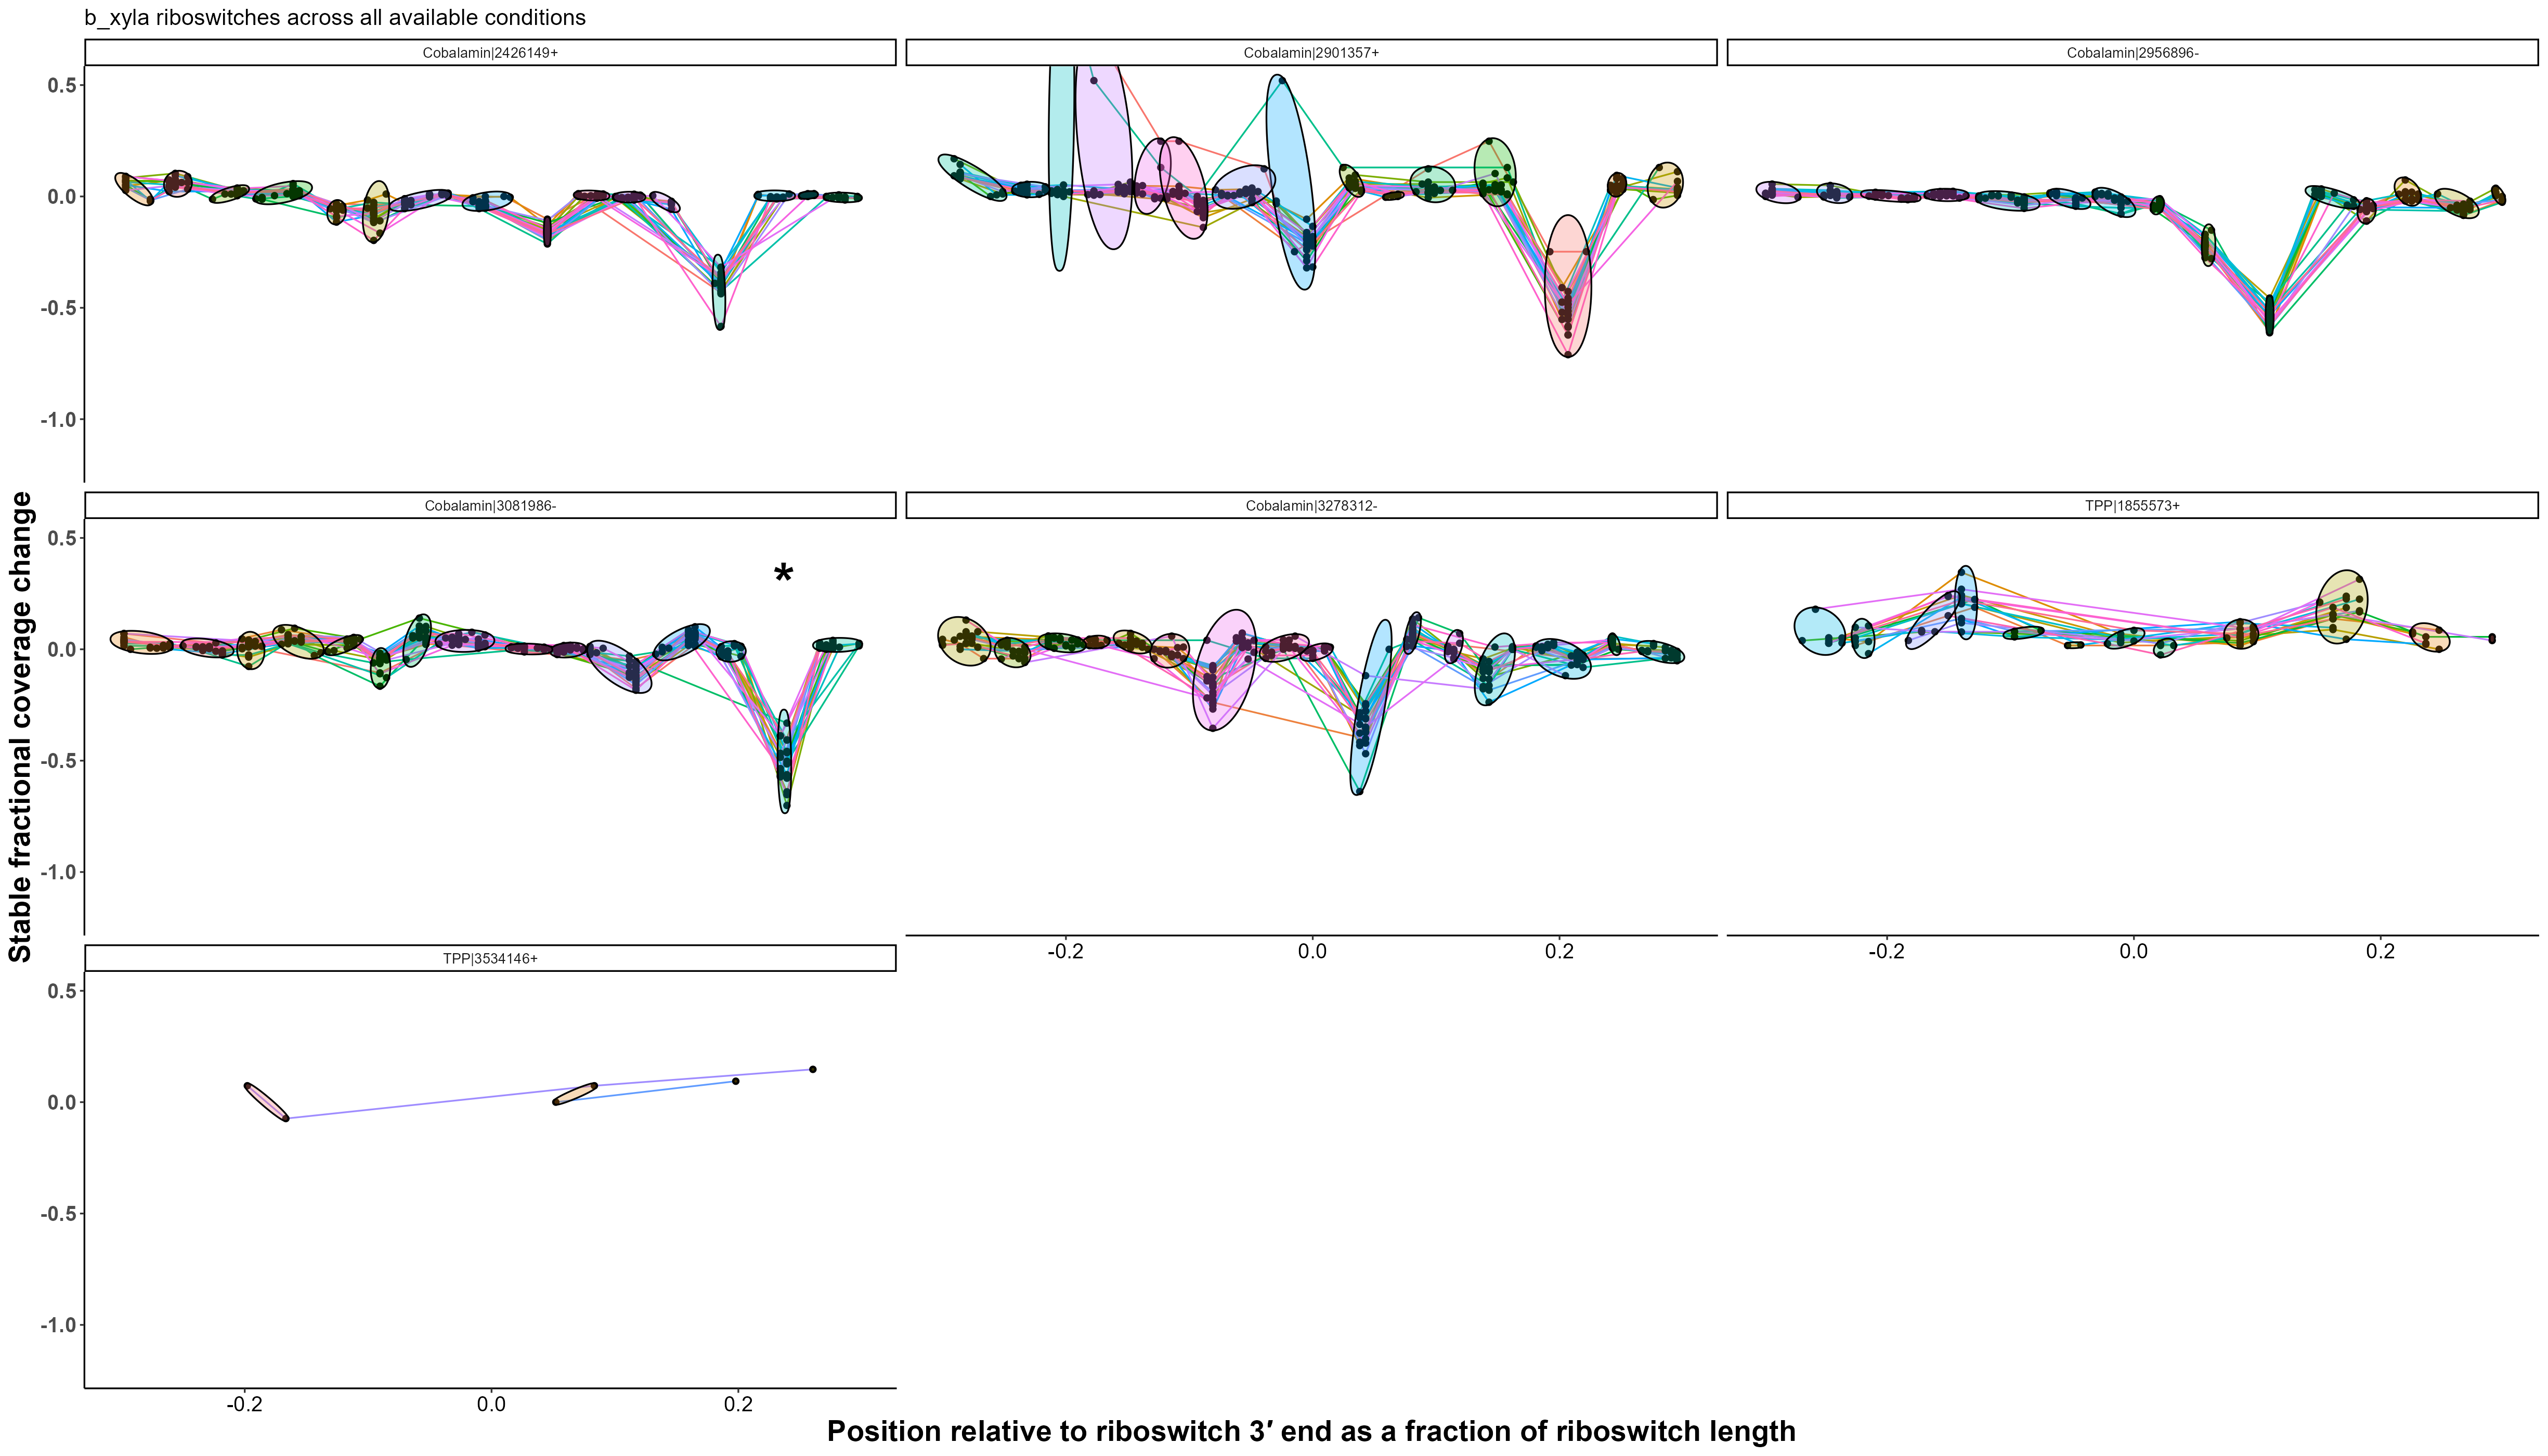 b_xyla riboswitches across all available conditions
Cobalamin|2426149+
Cobalamin|2901357+
Cobalamin|2956896-
0.5
0.0
-0.5
-1.0
Cobalamin|3081986-
Cobalamin|3278312-
TPP|1855573+
0.5
0.0
-0.5
-1.0
*
-0.2 0.0 0.2
-0.2 0.0 0.2
TPP|3534146+
0.5
0.0
-0.5
-1.0
-0.2 0.0 0.2
Stable fractional coverage change
Position relative to riboswitch 3′ end as a fraction of riboswitch length